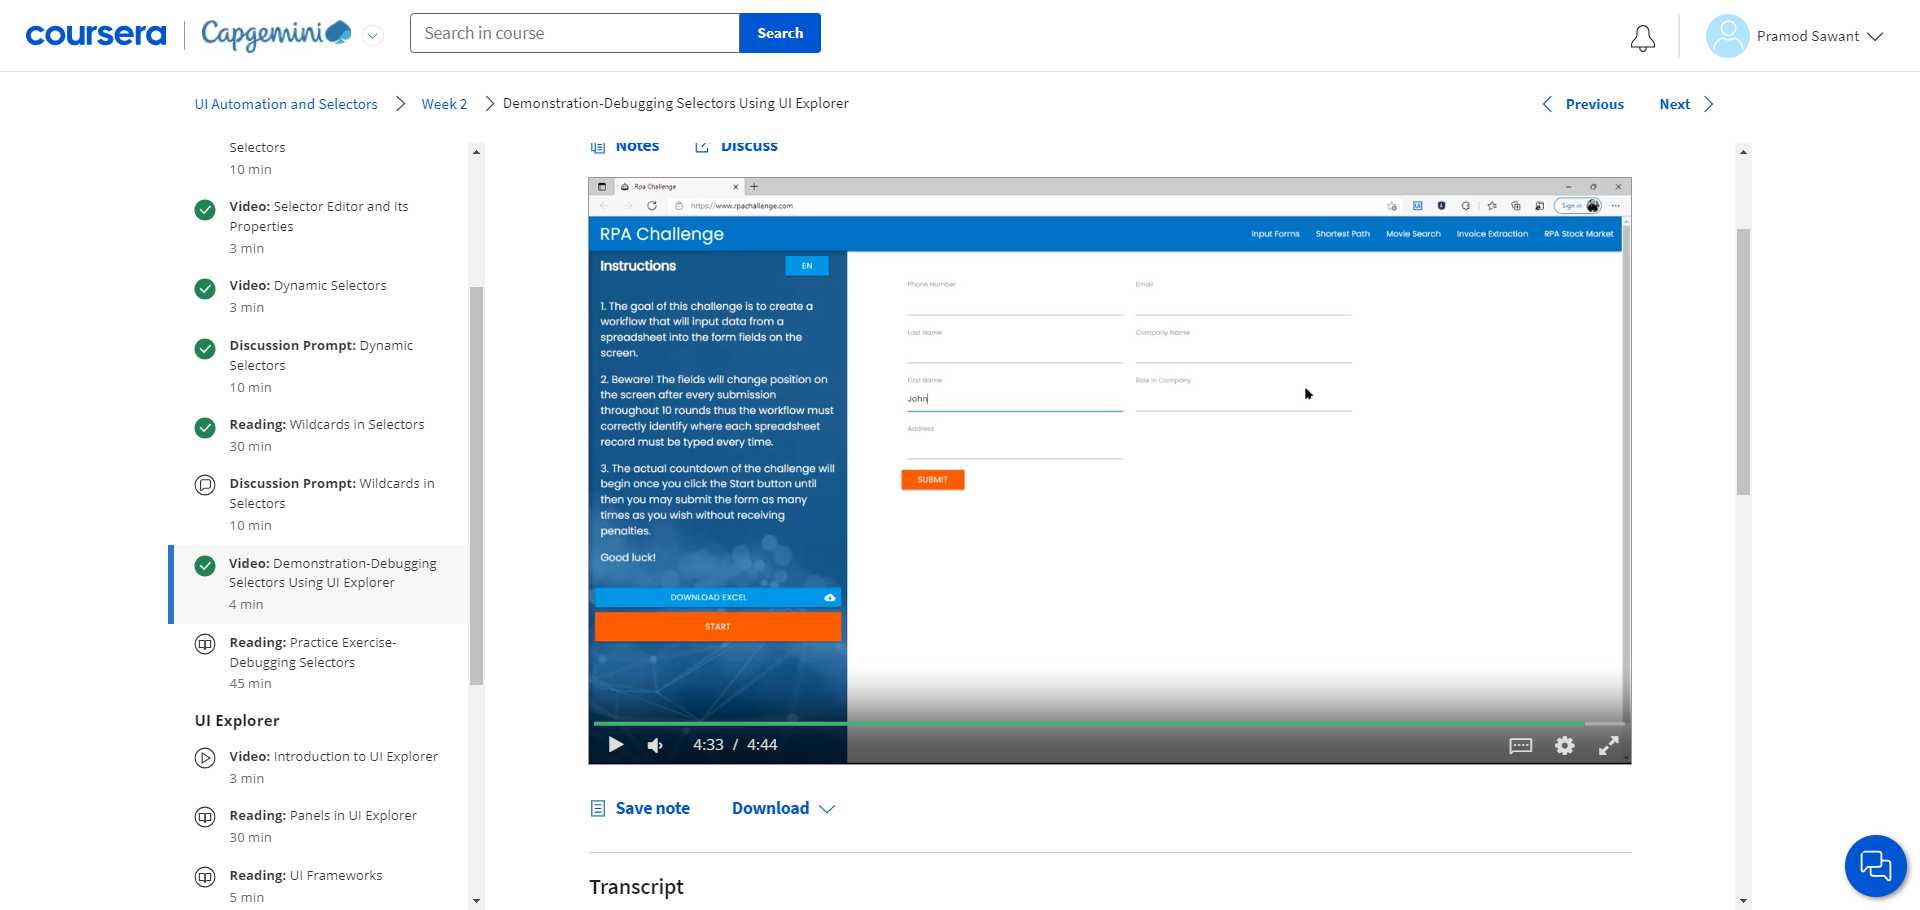 coursera
Capgemini
Search in course
Search
Pramod Sawant
UI Automation and Selectors
Week 2
Demonstration-Debugging Selectors Using UI Explorer
Previous
Next
Selectors
10 min
Video: Selector Editor and Its
Properties
3 min
Video: Dynamic Selectors
3 min
Discussion Prompt: Dynamic
Selectors
10 min
Reading: Wildcards in Selectors
30 min
Discussion Prompt: Wildcards in
Selectors
10 min
Video: Demonstration-Debugging
Selectors Using UI Explorer
4 min
Reading: Practice Exercise-
Debugging Selectors
45 min
UI Explorer
Video: Introduction to UI Explorer
3 min
Reading: Panels in UI Explorer
30 min
Reading: UI Frameworks
5 min
Notes
Discuss
Rpa Challenge
https://www.rpachallenge.com
Sign in
RPA Challenge
Input Forms
Shortest Path
Movie Search
Invoice Extraction
RPA Stock Market
Instructions
EN
1. The goal of this challenge is to create a
workflow that will input data from a
spreadsheet into the form fields on the
screen.
2. Beware! The fields will change position on
the screen after every submission
throughout 10 rounds thus the workflow must
correctly identify where each spreadsheet
record must be typed every time.
3. The actual countdown of the challenge will
begin once you click the Start button until
then you may submit the form as many
times as you wish without receiving
penalties.
Good luck!
DOWNLOAD EXCEL
START
Phone Number
Email
Last Name
Company Name
First Name
Role in Company
John
Address
SUBMIT
4:33 / 4:44
Save note
Download
Transcript